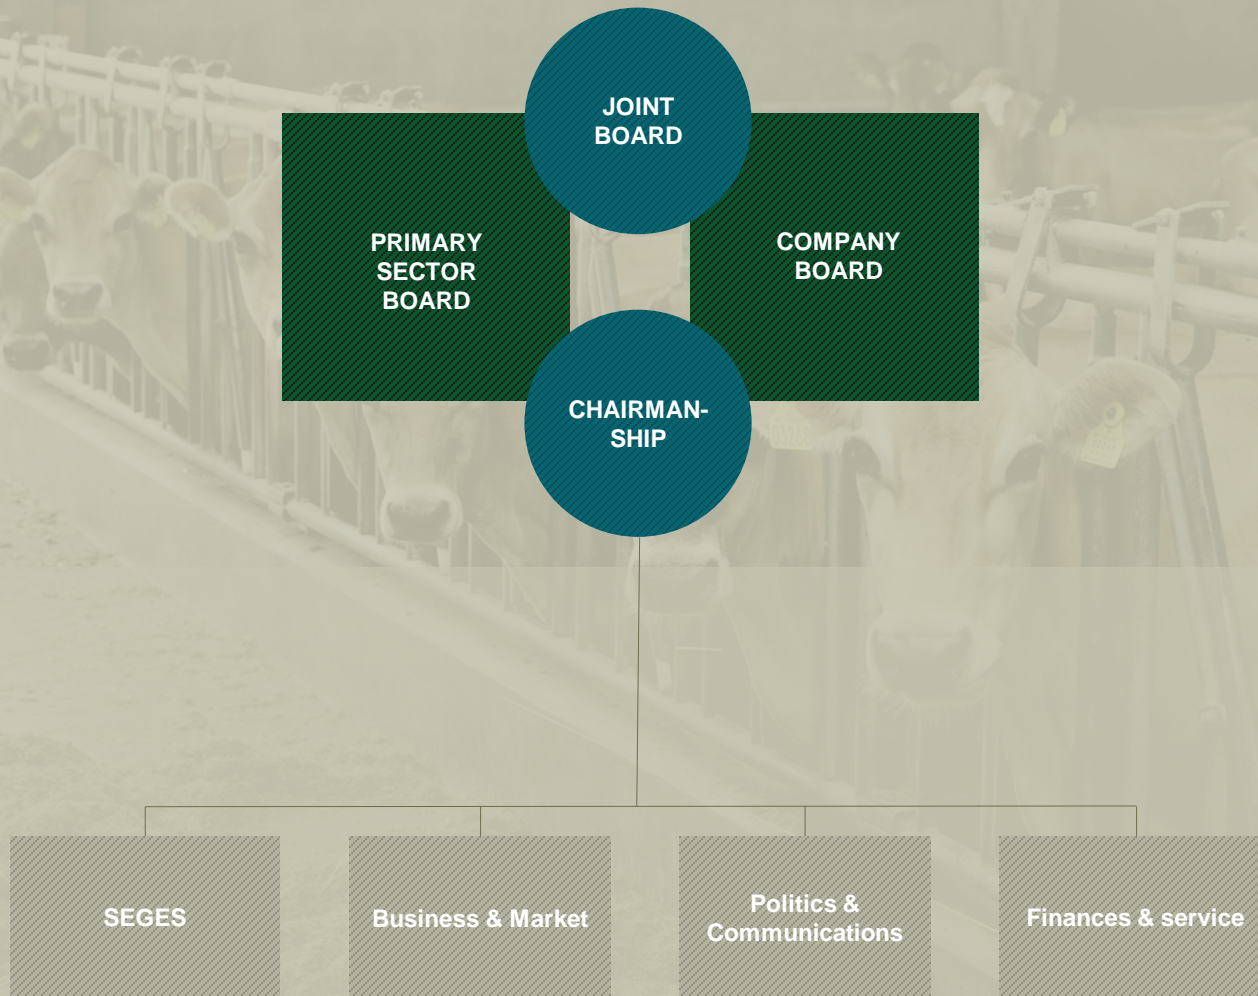 JOINT
BOARD
PRIMARY
SECTOR
BOARD
COMPANY
BOARD
CHAIRMAN-
SHIP
SEGES
Business & Market
Politics &
Communications
Finances & service